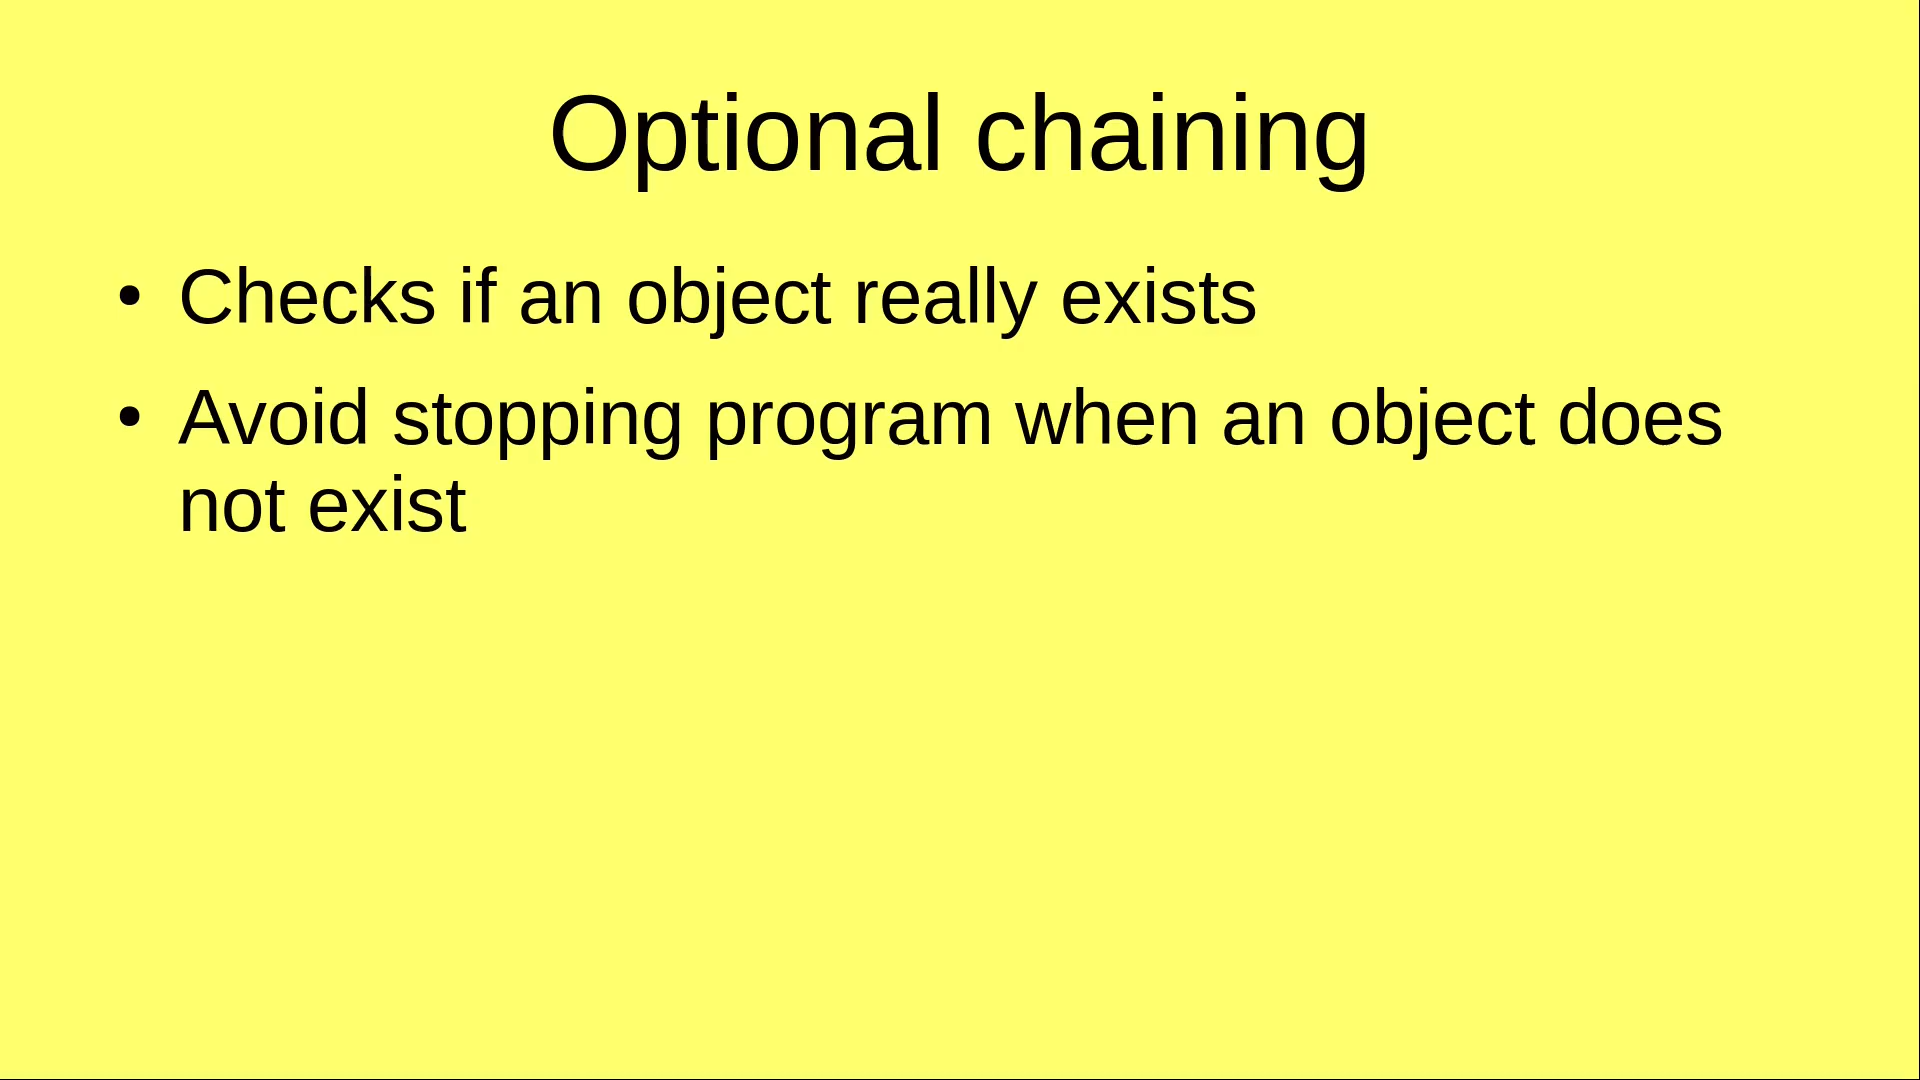 Optional chaining
• Checks if an object really exists
• Avoid stopping program when an object does
not exist